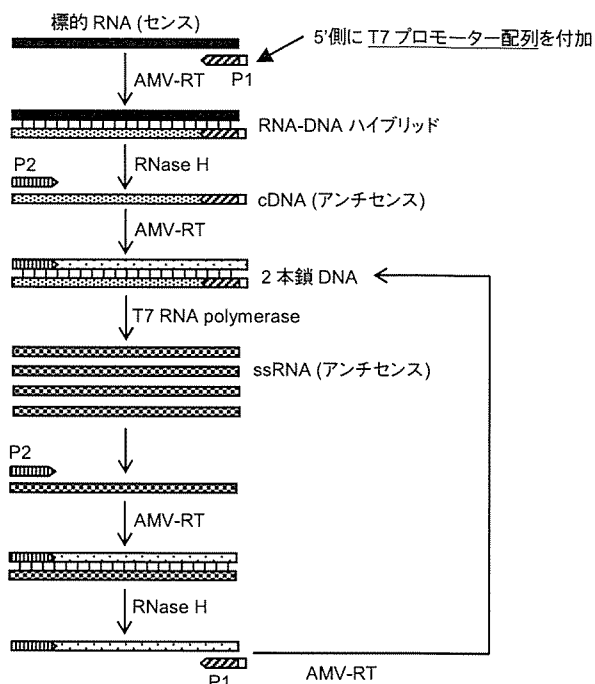 標的 RNA (センス)
5'側に T7 プロモーター配列を付加
P1
AMV-RT
RNA-DNA ハイブリッド
P2
RNase H
cDNA (アンチセンス)
AMV-RT
2 本鎖 DNA
T7 RNA polymerase
ssRNA (アンチセンス)
P2
AMV-RT
RNase H
P1
AMV-RT